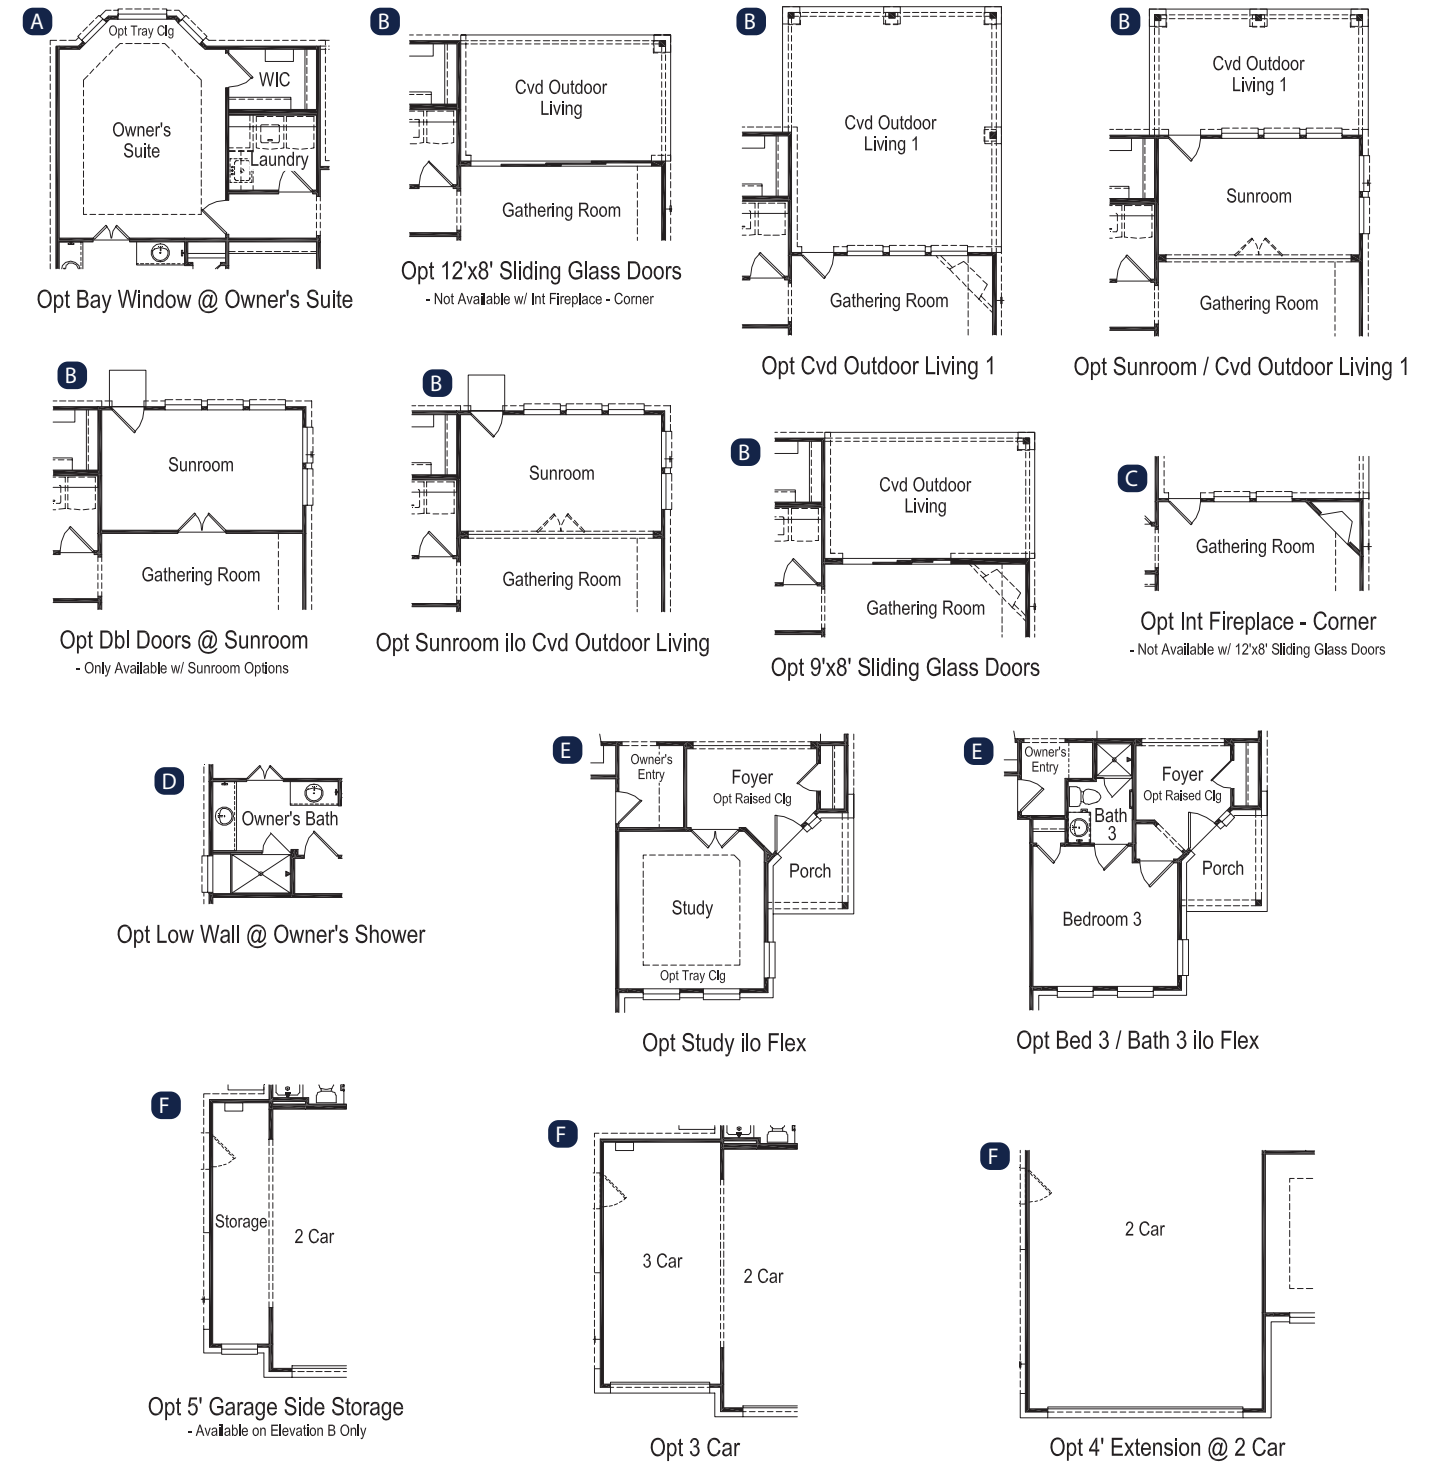 A
Opt Tray Clg
WIC
Owner's
Suite
Laundry
Opt Bay Window @ Owner's Suite
B
Cvd Outdoor
Living
Gathering Room
Opt 12'x8' Sliding Glass Doors
- Not Available w/ Int Fireplace - Corner
B
Cvd Outdoor
Living 1
Gathering Room
Opt Cvd Outdoor Living 1
B
Cvd Outdoor
Living 1
Sunroom
Gathering Room
Opt Sunroom / Cvd Outdoor Living 1
B
Sunroom
Gathering Room
Opt Dbl Doors @ Sunroom
- Only Available w/ Sunroom Options
B
Sunroom
Gathering Room
Opt Sunroom ilo Cvd Outdoor Living
B
Cvd Outdoor
Living
Gathering Room
Opt 9'x8' Sliding Glass Doors
C
Gathering Room
Opt Int Fireplace - Corner
- Not Available w/ 12'x8' Sliding Glass Doors
D
Owner's Bath
Opt Low Wall @ Owner's Shower
E
Owner's
Entry
Foyer
Opt Raised Clg
Porch
Study
Opt Tray Clg
Opt Study ilo Flex
E
Owner's
Entry
Foyer
Opt Raised Clg
Bath
3
Porch
Bedroom 3
Opt Bed 3 / Bath 3 ilo Flex
F
Storage
2 Car
Opt 5' Garage Side Storage
- Available on Elevation B Only
F
3 Car
2 Car
Opt 3 Car
F
2 Car
Opt 4' Extension @ 2 Car